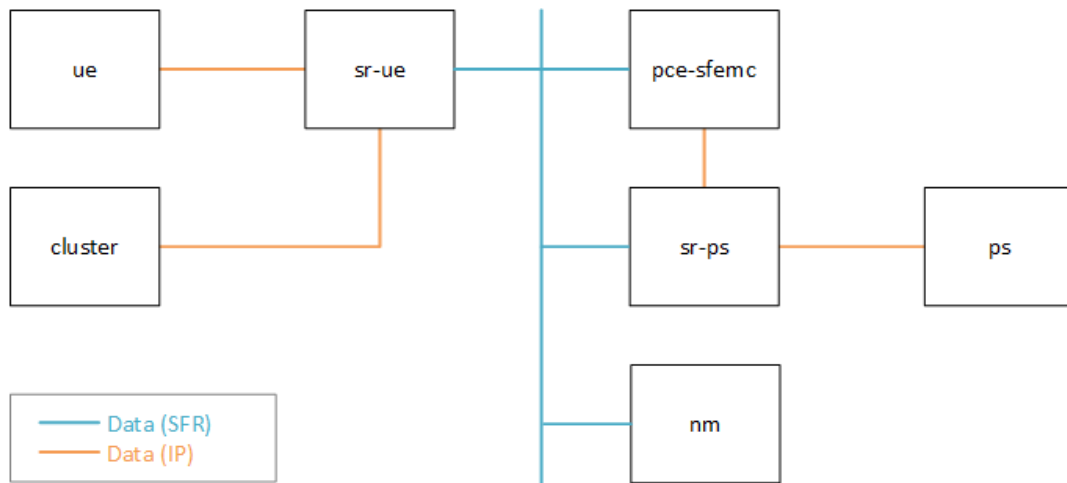 ue
sr-ue
pce-sfemc
cluster
sr-ps
ps
nm
Data (SFR)
Data (IP)